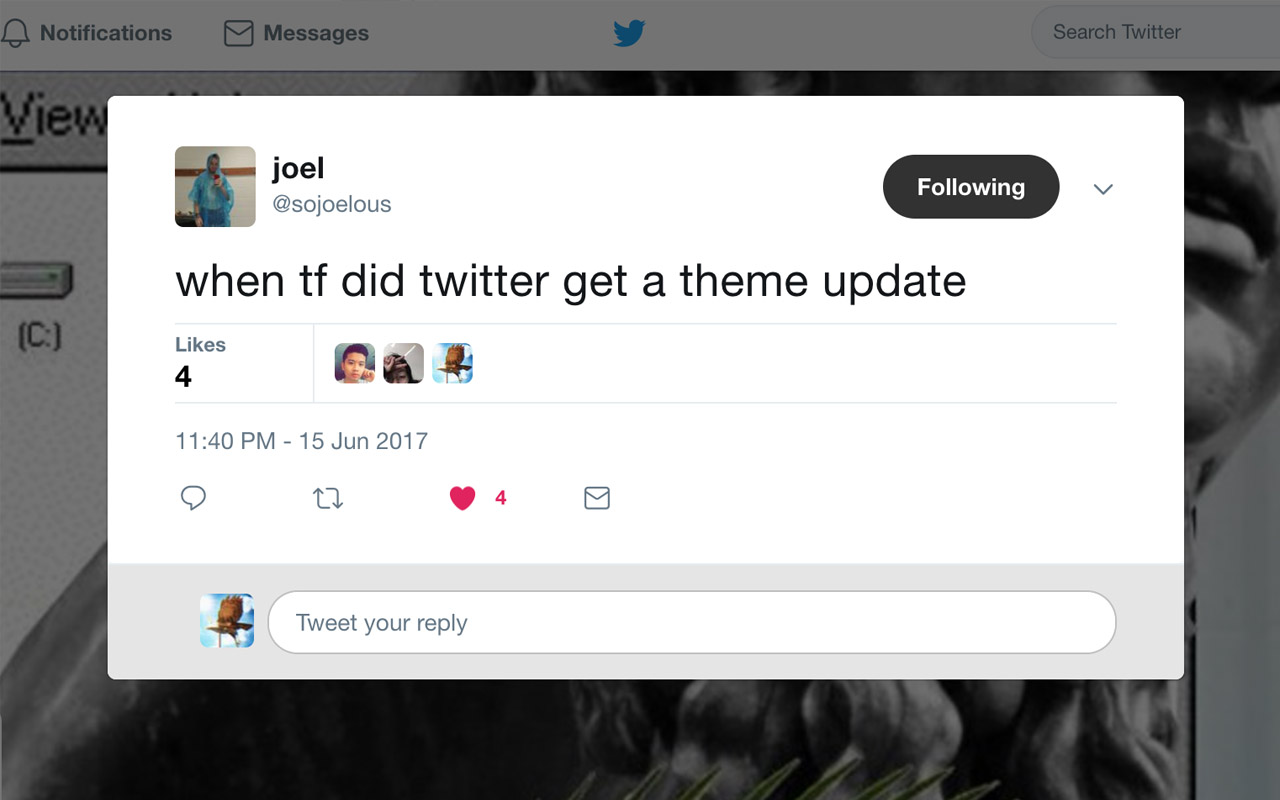 Notifications
Messages
Search Twitter
View
joel
@sojoelous
Following
when tf did twitter get a theme update
Likes
4
(C:)
11:40 PM - 15 Jun 2017
4
Tweet your reply